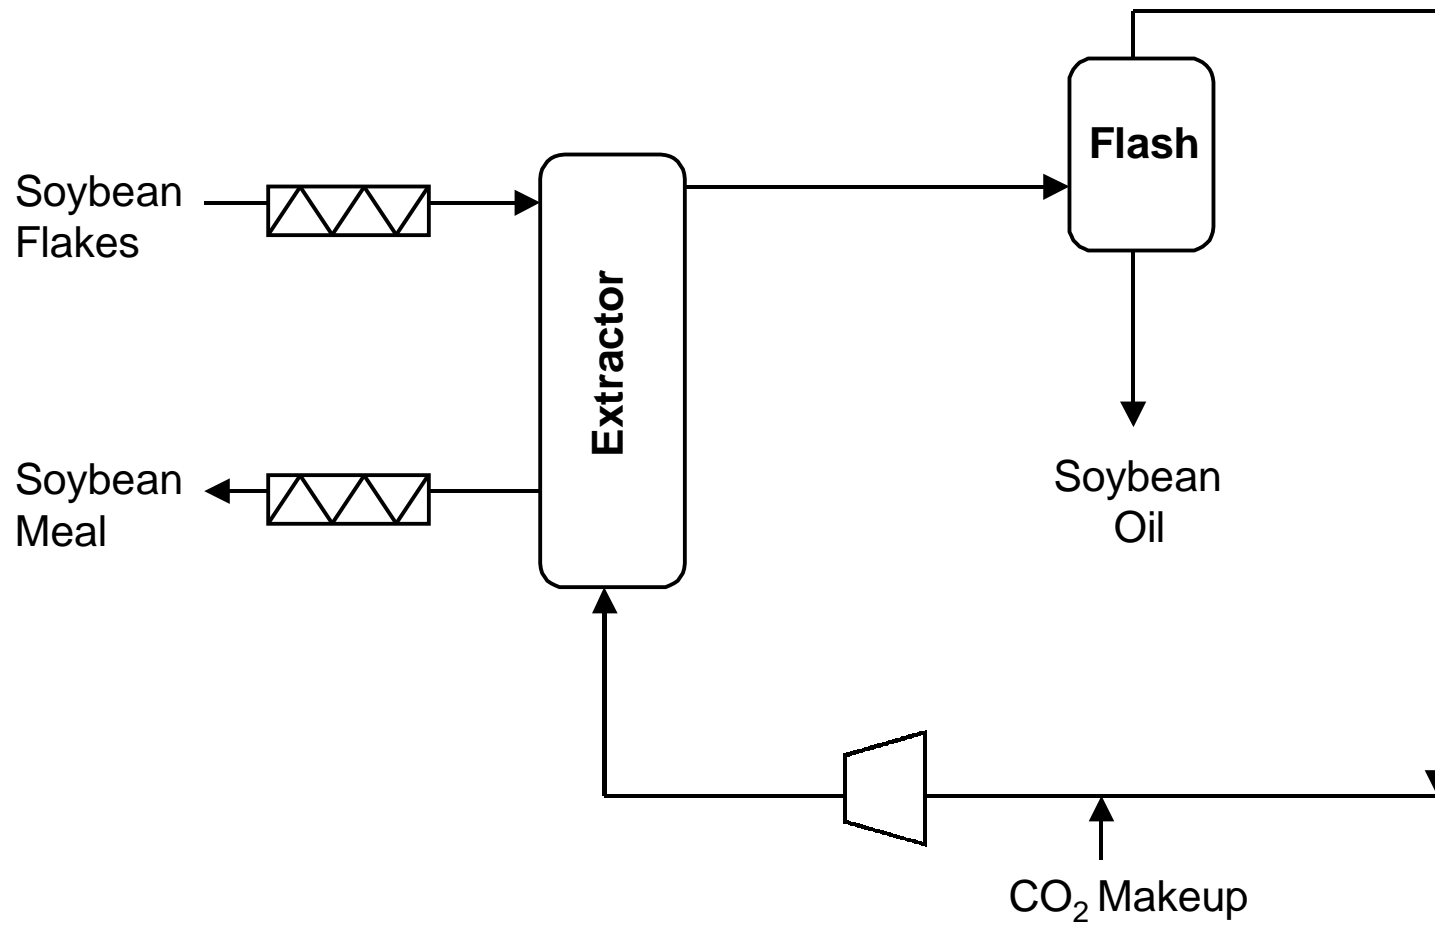 Flash
Soybean
Flakes
Extractor
Soybean
Meal
Soybean
Oil
CO₂ Makeup